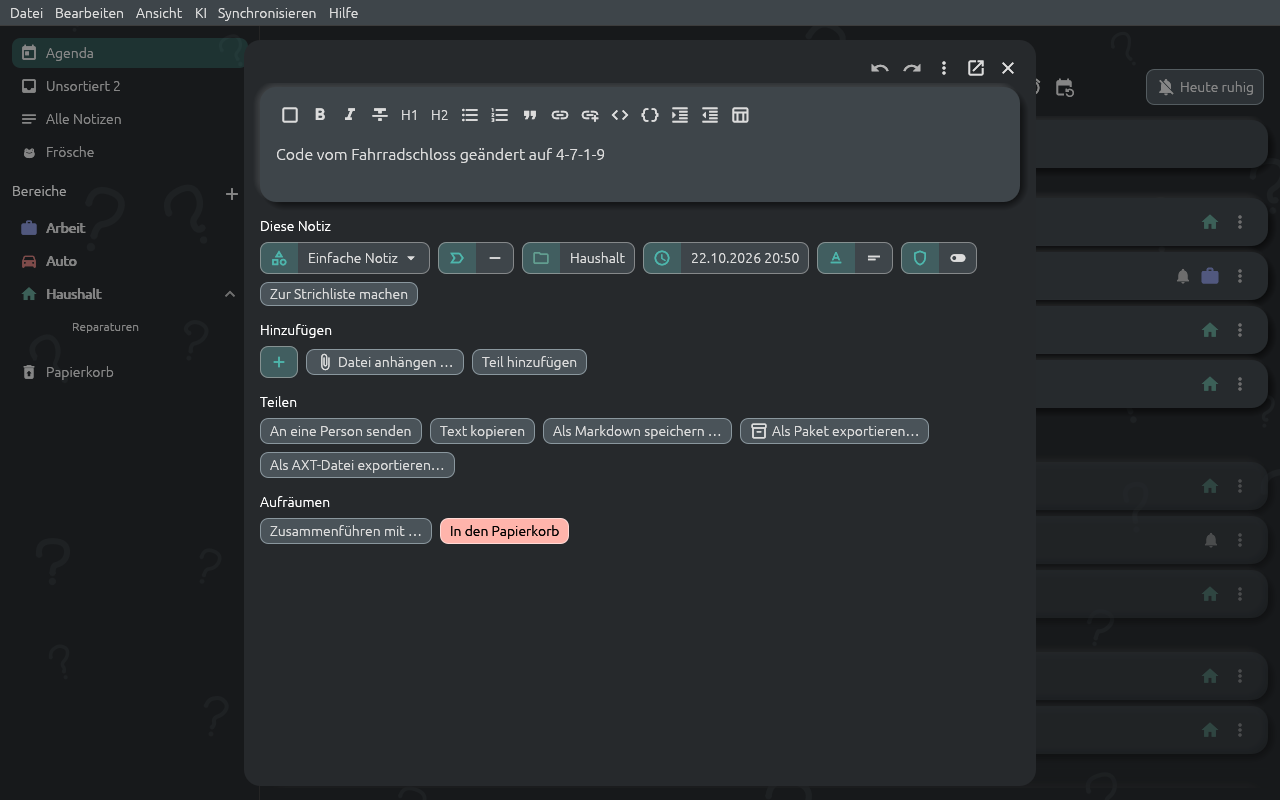 Datei Bearbeiten Ansicht KI Synchronisieren Hilfe
Agenda
Unsortiert 2
Alle Notizen
Frösche
Bereiche
Arbeit
Auto
Haushalt
Reparaturen
Papierkorb
Heute ruhig
B I S H1 H2
Code vom Fahrradschloss geändert auf 4-7-1-9
Diese Notiz
Einfache Notiz
Haushalt
22.10.2026 20:50
Zur Strichliste machen
Hinzufügen
Datei anhängen …
Teil hinzufügen
Teilen
An eine Person senden
Text kopieren
Als Markdown speichern …
Als Paket exportieren…
Als AXT-Datei exportieren…
Aufräumen
Zusammenführen mit …
In den Papierkorb